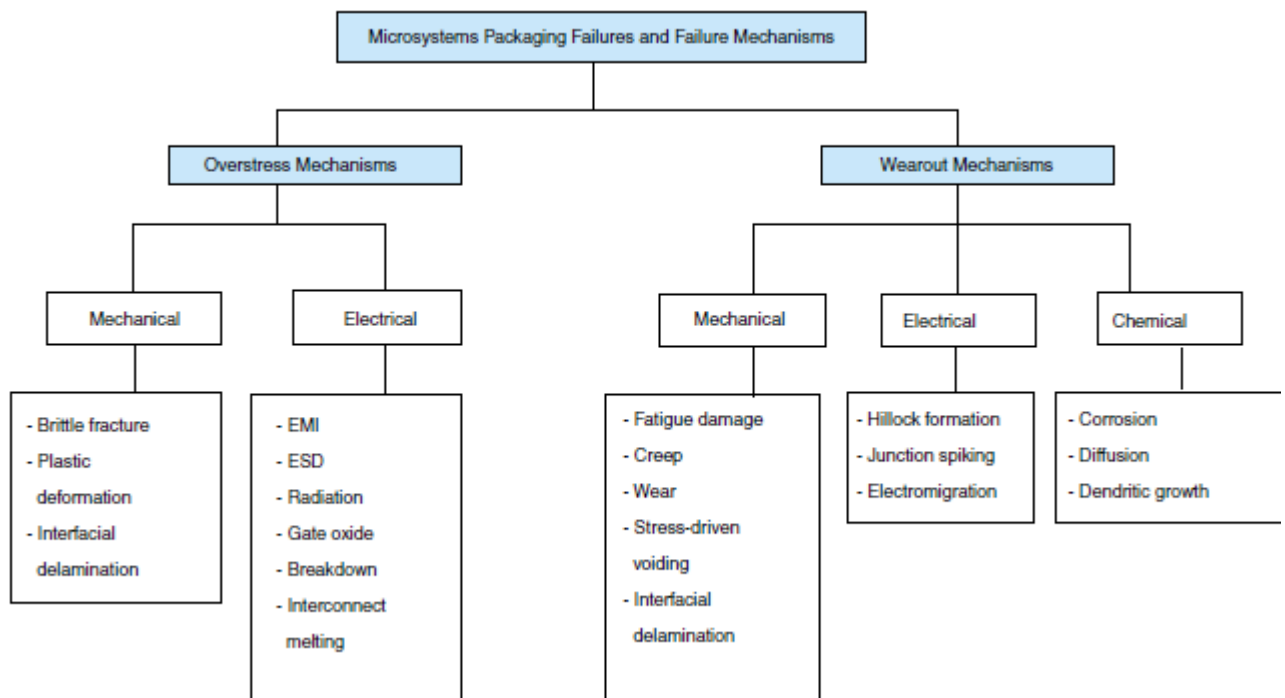 Microsystems Packaging Failures and Failure Mechanisms
Overstress Mechanisms
Wearout Mechanisms
Mechanical
Electrical
Mechanical
Electrical
Chemical
- Brittle fracture
- Plastic
deformation
- Interfacial
delamination
- EMI
- ESD
- Radiation
- Gate oxide
- Breakdown
- Interconnect
melting
- Fatigue damage
- Creep
- Wear
- Stress-driven
voiding
- Interfacial
delamination
- Hillock formation
- Junction spiking
- Electromigration
- Corrosion
- Diffusion
- Dendritic growth